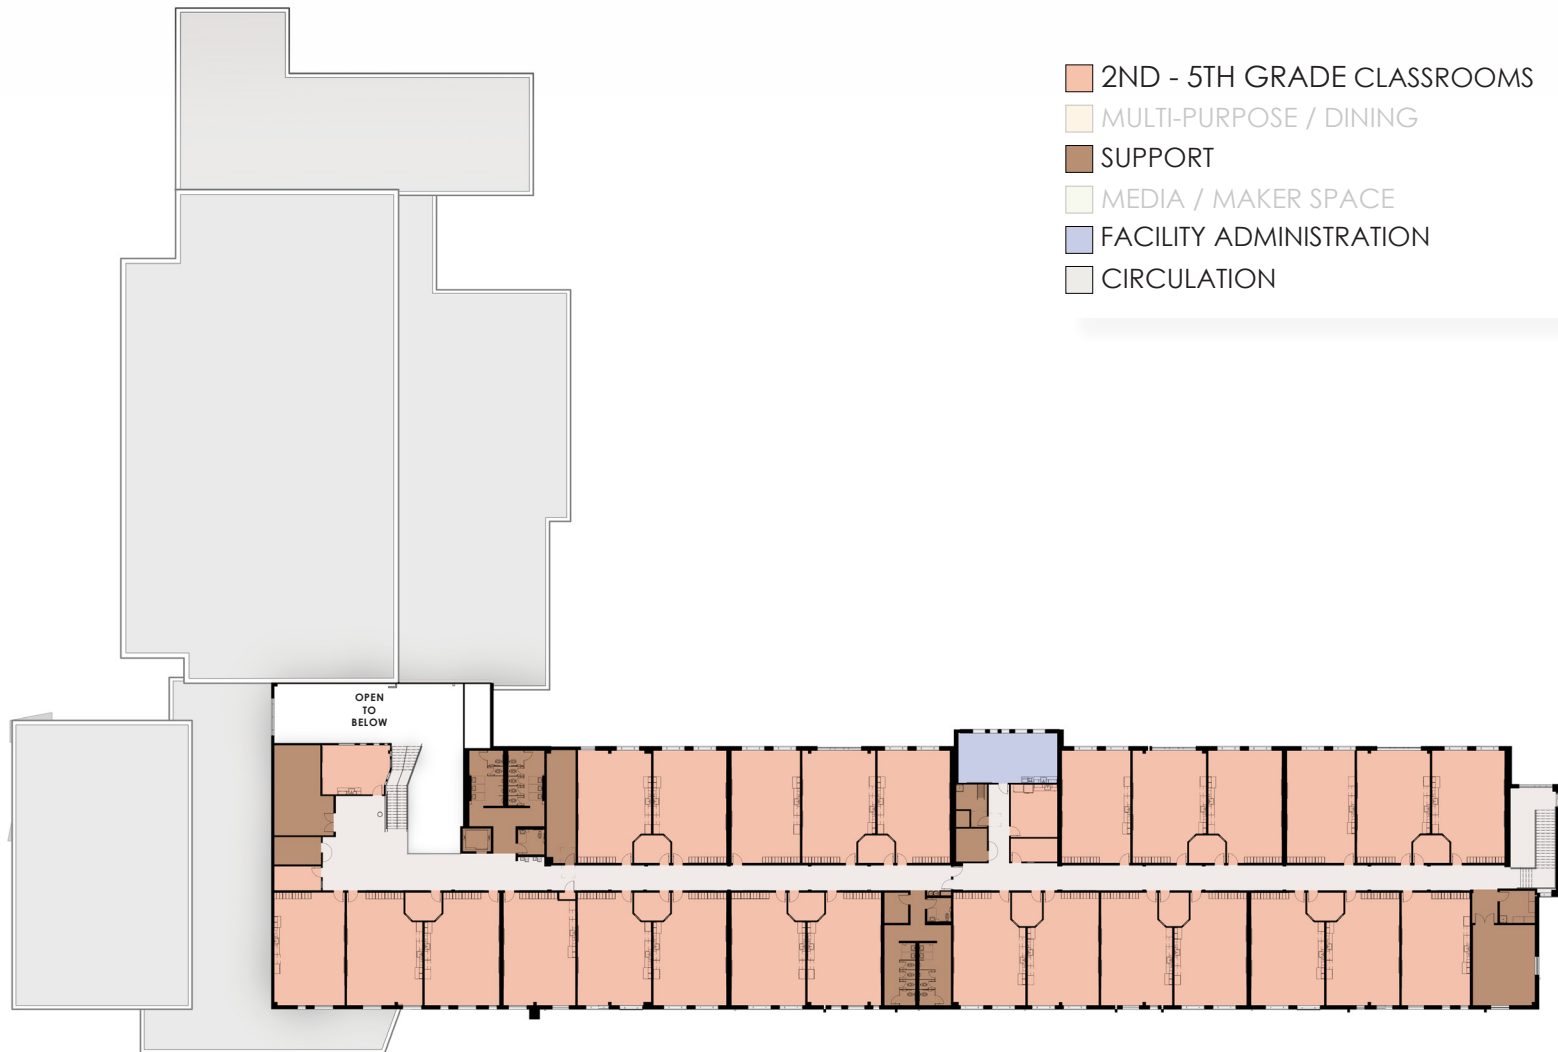 2ND - 5TH GRADE CLASSROOMS
MULTI-PURPOSE / DINING
SUPPORT
MEDIA / MAKER SPACE
FACILITY ADMINISTRATION
CIRCULATION
OPEN
TO
BELOW